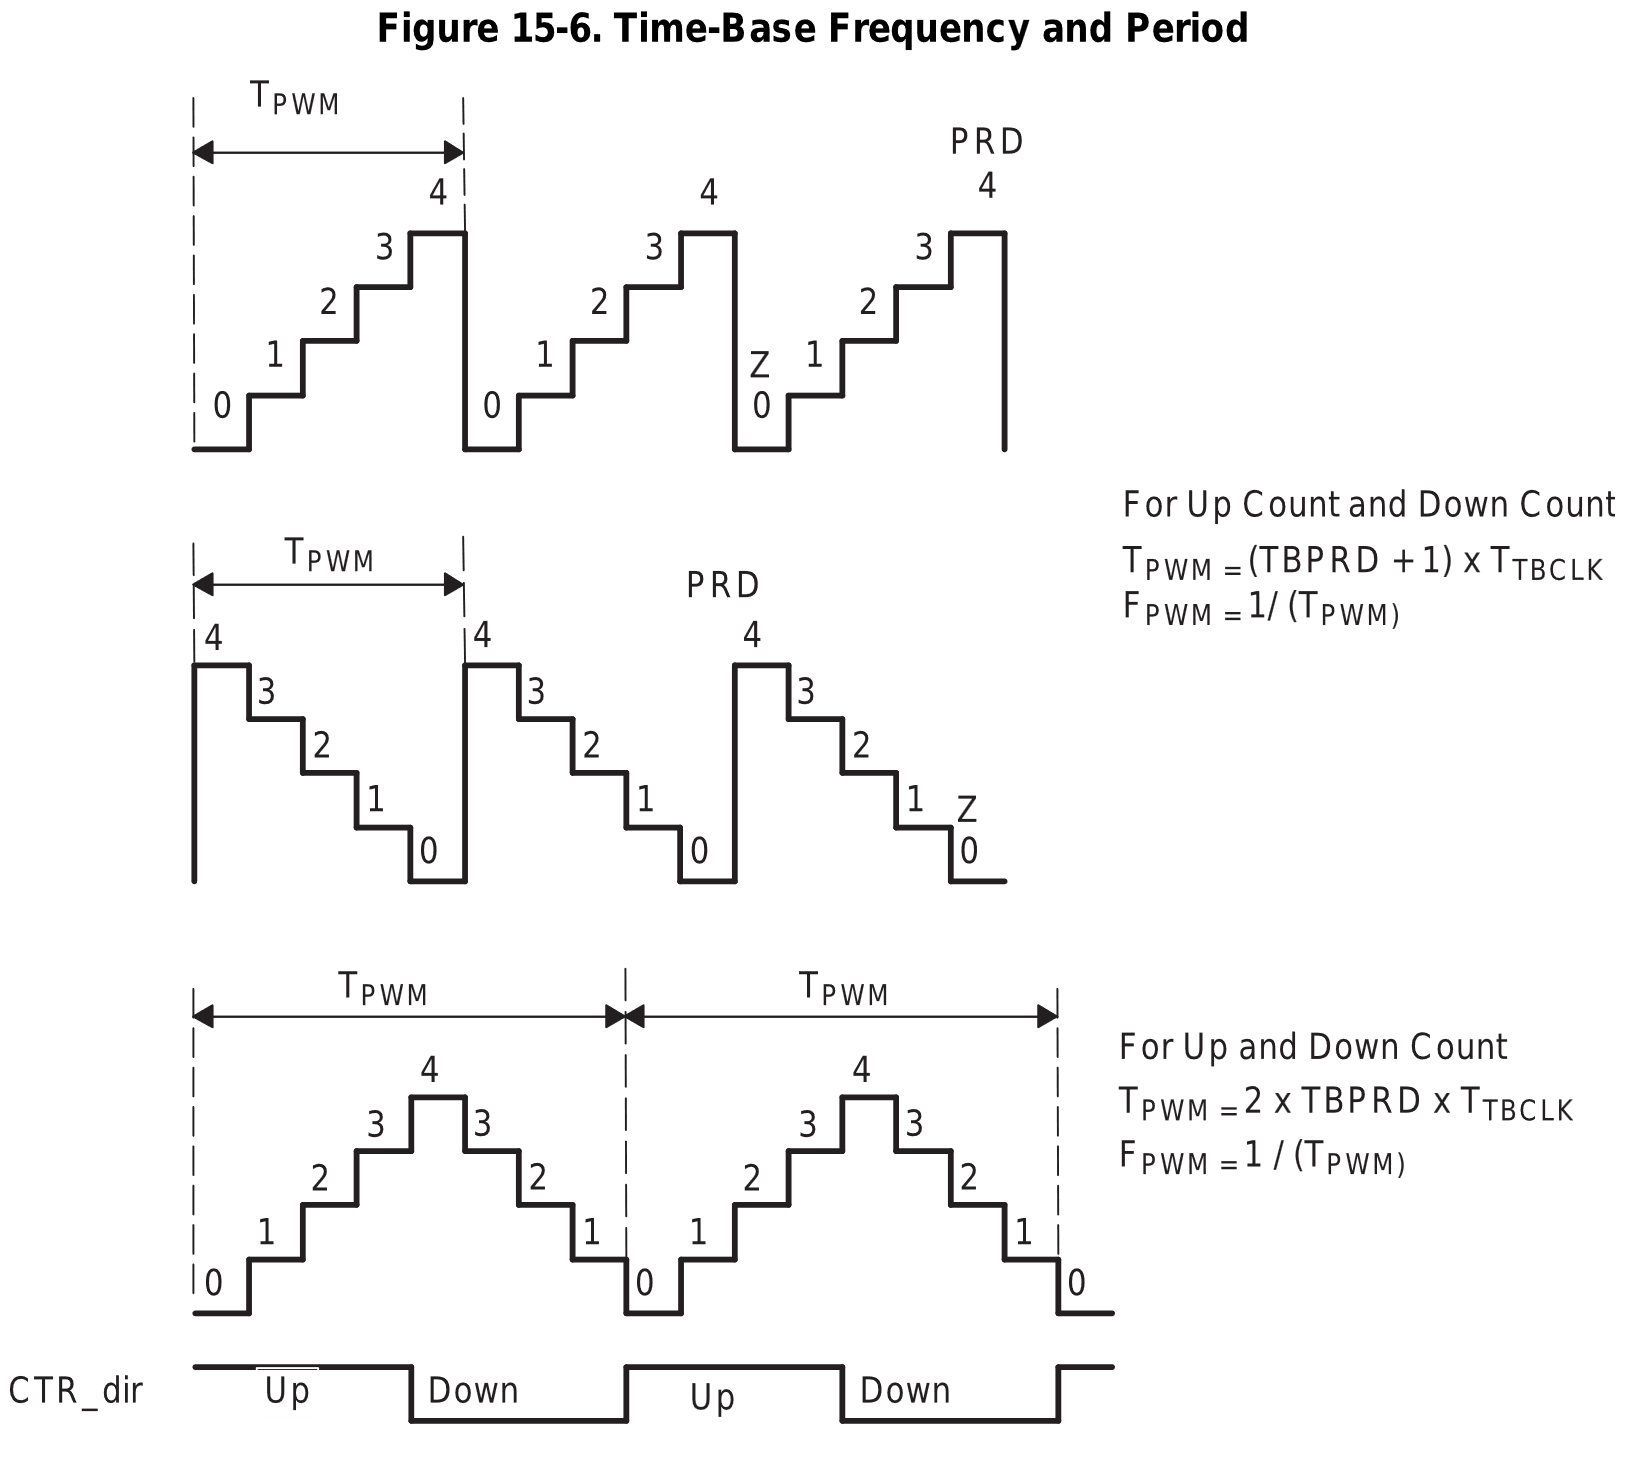 Figure 15-6. Time-Base Frequency and Period
TPWM
PRD
4 4 4
3 3 3
2 2 2
1 1 Z 1
0 0 0
For Up Count and Down Count
TPWM = (TBPRD + 1) x TTBCLK
FPWM = 1/ (TPWM)
TPWM
PRD
4 4 4
3 3 3
2 2 2
1 1 1 Z
0 0 0
TPWM TPWM
For Up and Down Count
TPWM = 2 x TBPRD x TTBCLK
FPWM = 1 / (TPWM)
4 4
3 3 3 3
2 2 2 2
1 1 1 1
0 0 0
CTR_dir Up Down Up Down